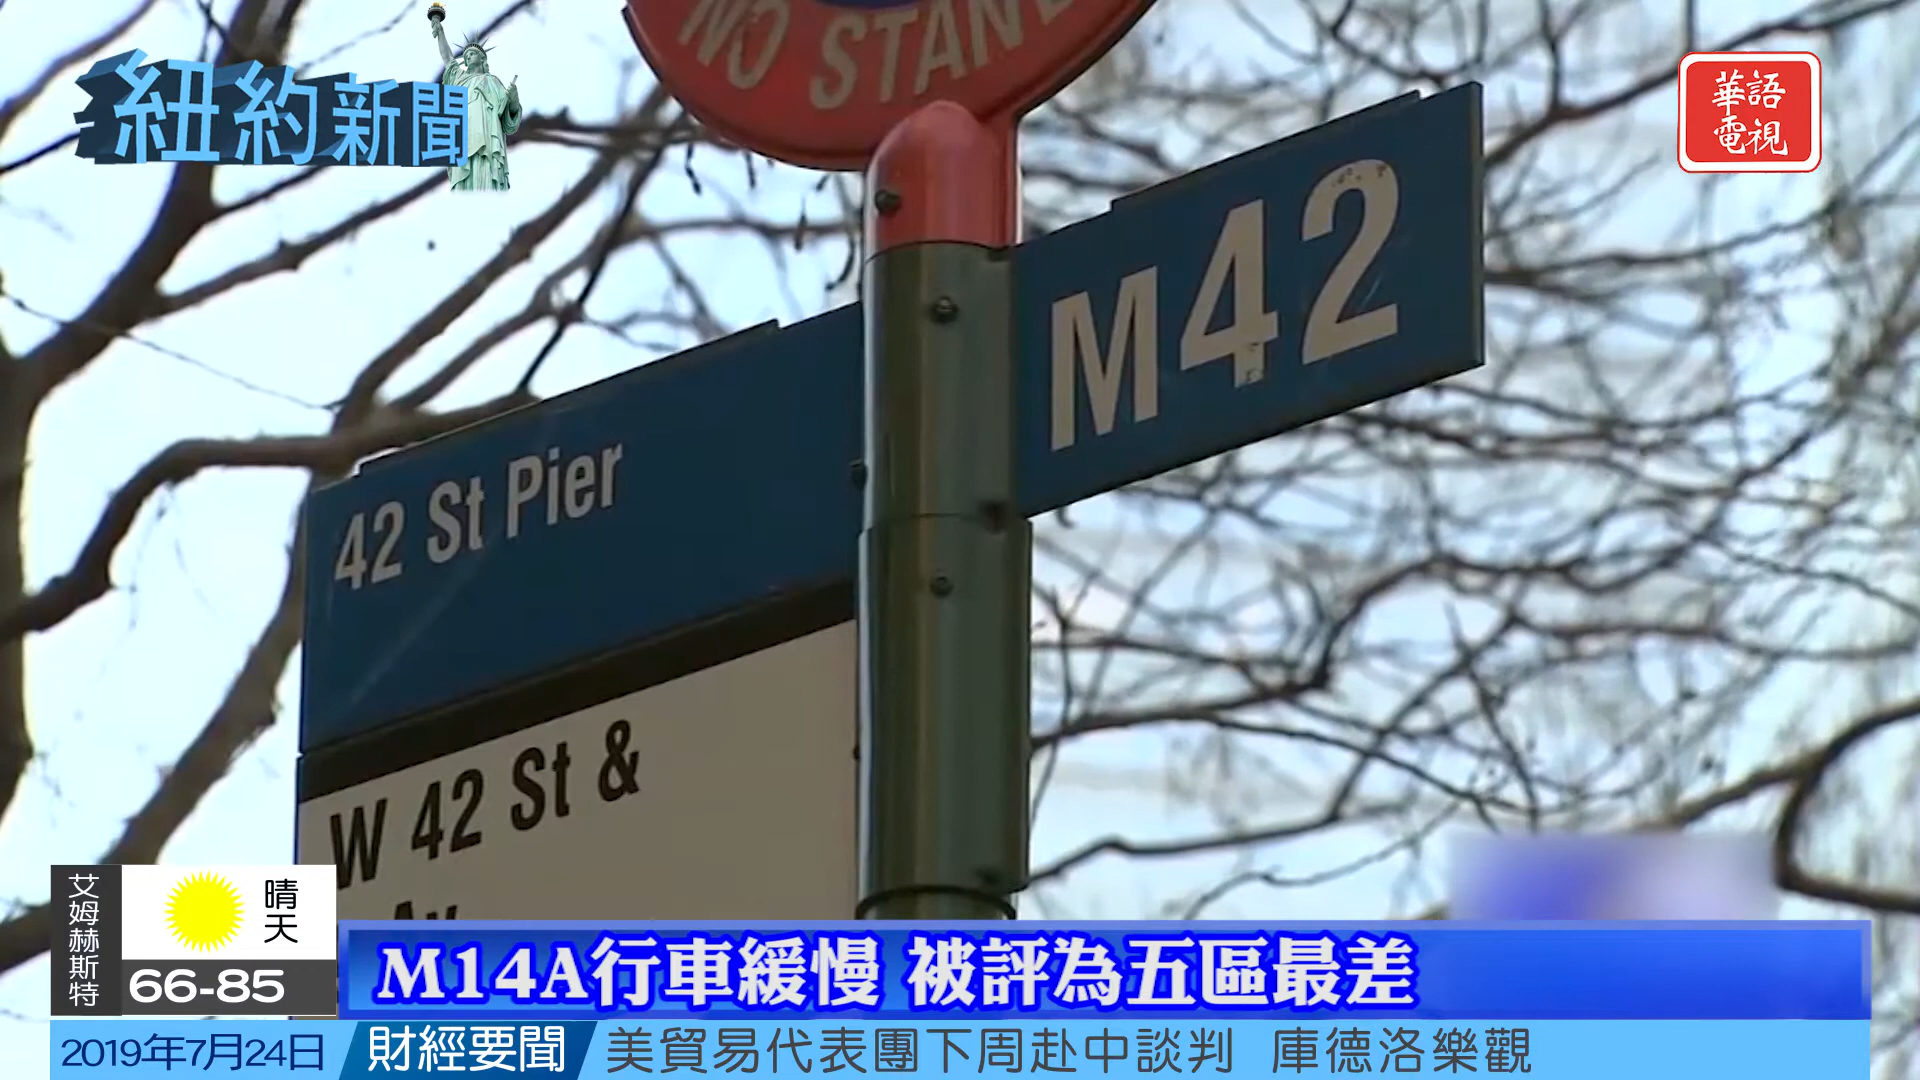 紐約新聞
NO STAN
華語
電視
M42
42 St Pier
W 42 St &
艾姆赫斯特
晴天
66-85
M14A行車緩慢 被評為五區最差
2019年7月24日
財經要聞
美貿易代表團下周赴中談判 庫德洛樂觀